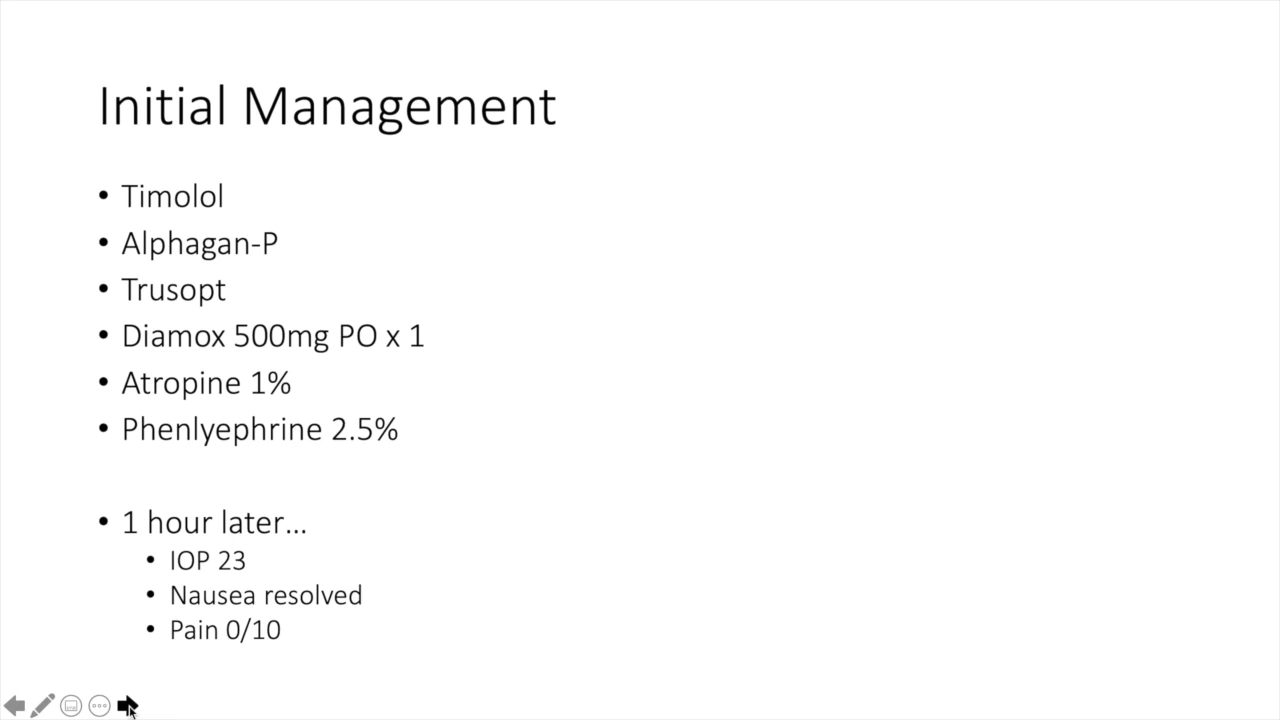 Initial Management
• Timolol
• Alphagan-P
• Trusopt
• Diamox 500mg PO x 1
• Atropine 1%
• Phenlyephrine 2.5%
• 1 hour later...
• IOP 23
• Nausea resolved
• Pain 0/10